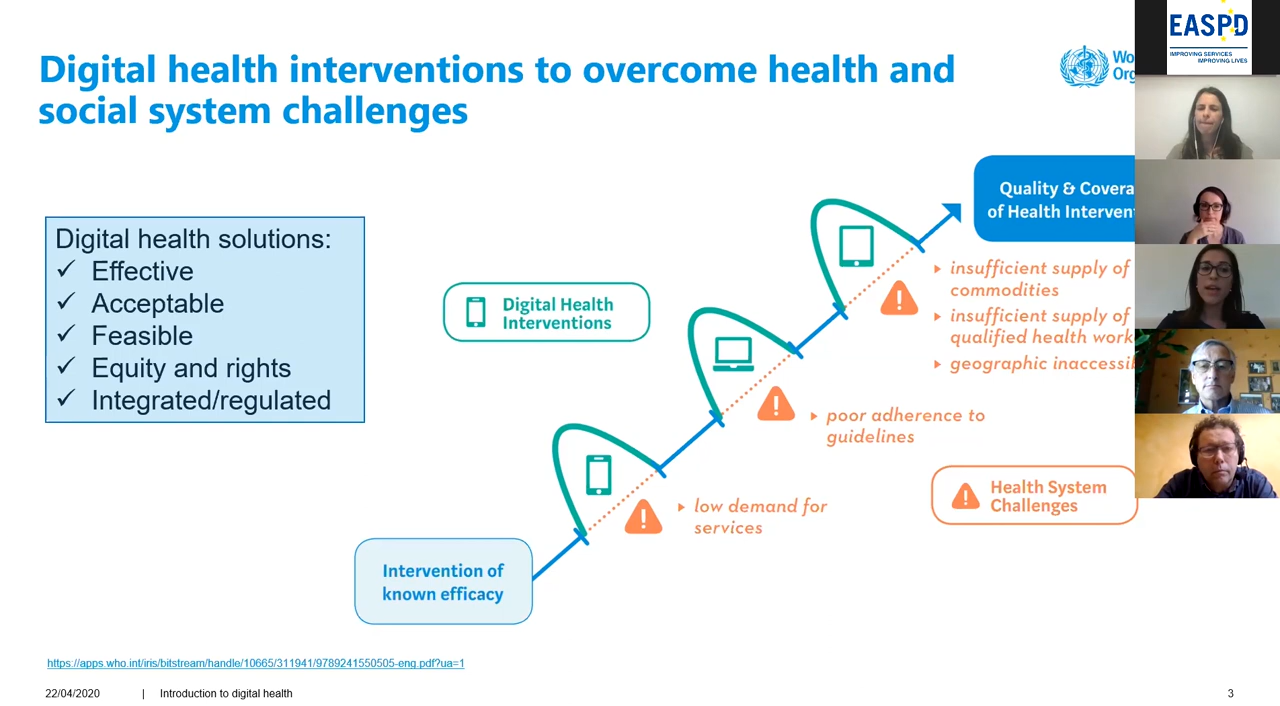 Digital health interventions to overcome health and
social system challenges
EASPD
IMPROVING SERVICES
IMPROVING LIVES
Digital health solutions:
✓ Effective
✓ Acceptable
✓ Feasible
✓ Equity and rights
✓ Integrated/regulated
Digital Health
Interventions
Quality &
of Health
insufficient supply of
commodities
insufficient supply of
qualified health
geographic
poor adherence to
guidelines
Health System
Challenges
low demand for
services
Intervention of
known efficacy
https://apps.who.int/iris/bitstream/handle/10665/311941/9789241550505-eng.pdf?ua=1
22/04/2020 | Introduction to digital health
3